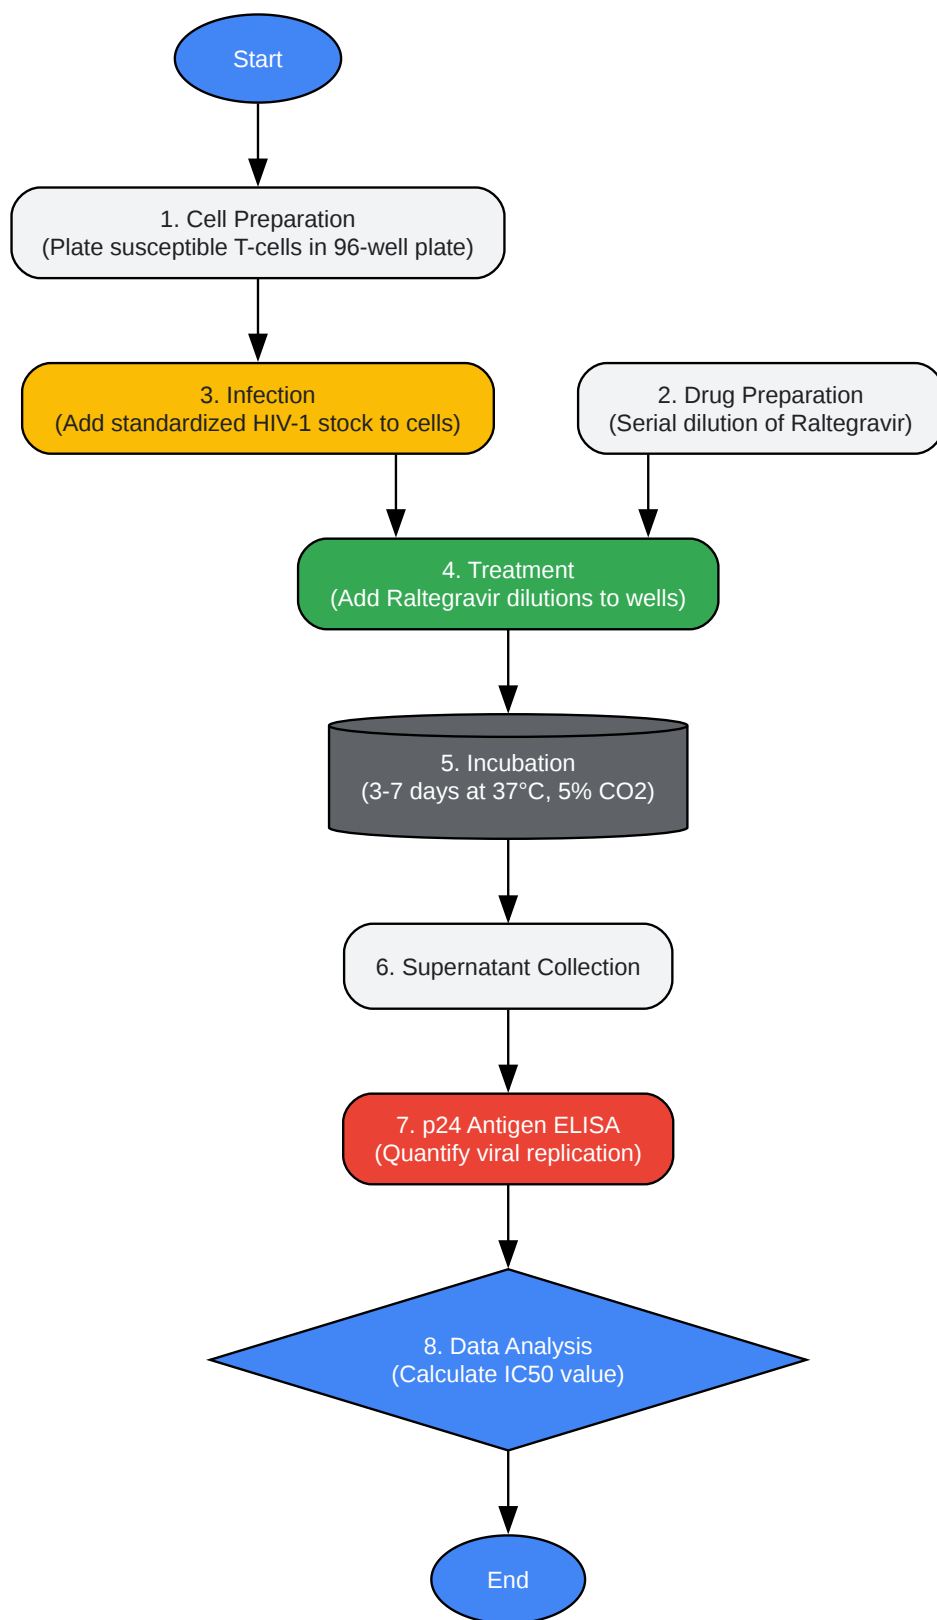 Start
1. Cell Preparation
(Plate susceptible T-cells in 96-well plate)
3. Infection
(Add standardized HIV-1 stock to cells)
2. Drug Preparation
(Serial dilution of Raltegravir)
4. Treatment
(Add Raltegravir dilutions to wells)
5. Incubation
(3-7 days at 37°C, 5% CO2)
6. Supernatant Collection
7. p24 Antigen ELISA
(Quantify viral replication)
8. Data Analysis
(Calculate IC50 value)
End